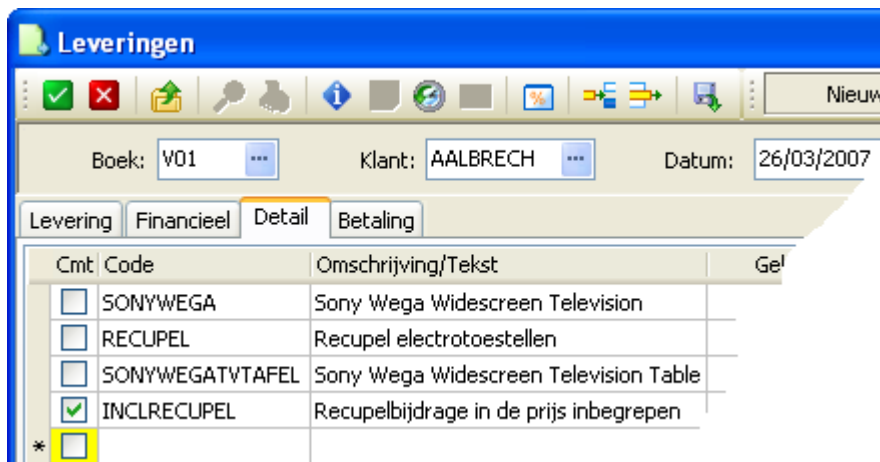 Leveringen
Nieuw
Boek: V01 Klant: AALBRECH Datum: 26/03/2007
Levering Financieel Detail Betaling
Cmt Code Omschrijving/Tekst
SONYWEGA Sony Wega Widescreen Television
RECUPEL Recupel electrotoestellen
SONYWEGATVTAFEL Sony Wega Widescreen Television Table
INCLRECUPEL Recupelbijdrage in de prijs inbegrepen
*